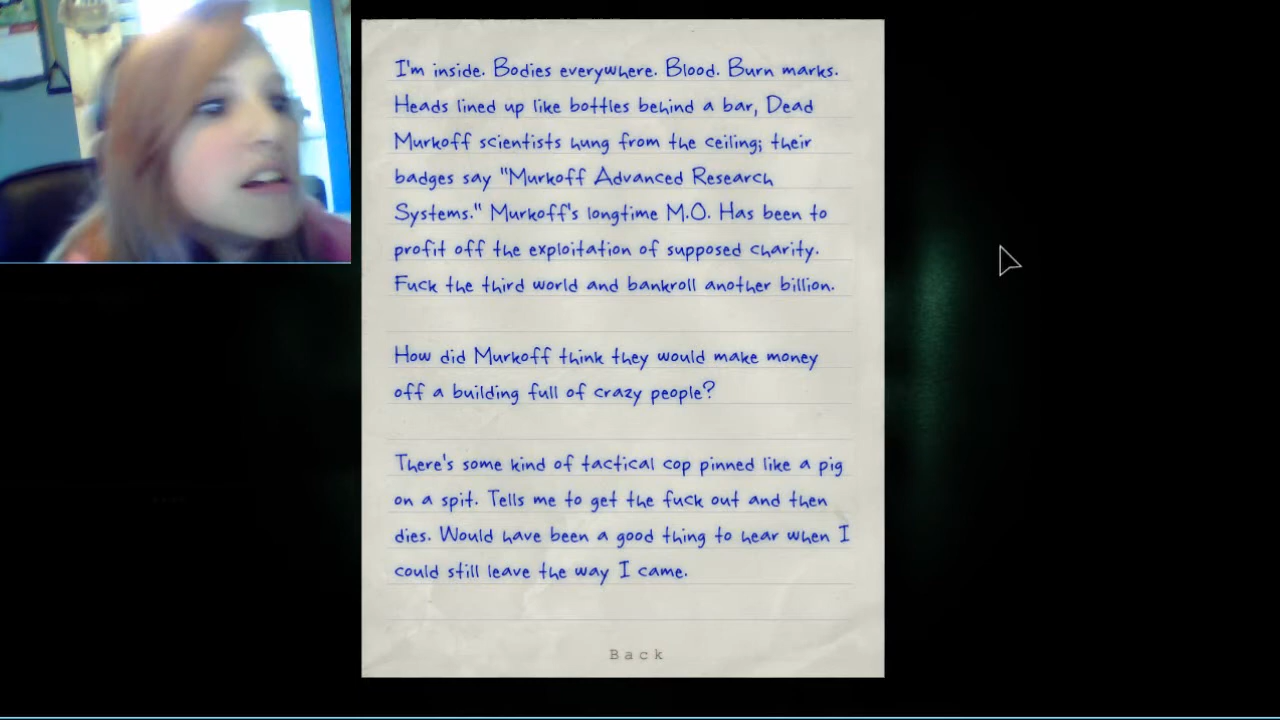 I'm inside. Bodies everywhere. Blood. Burn marks.
Heads lined up like bottles behind a bar, Dead
Murkoff scientists hung from the ceiling; their
badges say "Murkoff Advanced Research
Systems." Murkoff's longtime M.O. Has been to
profit off the exploitation of supposed charity.
Fuck the third world and bankroll another billion.
How did Murkoff think they would make money
off a building full of crazy people?
There's some kind of tactical cop pinned like a pig
on a spit. Tells me to get the fuck out and then
dies. Would have been a good thing to hear when I
could still leave the way I came.
Back